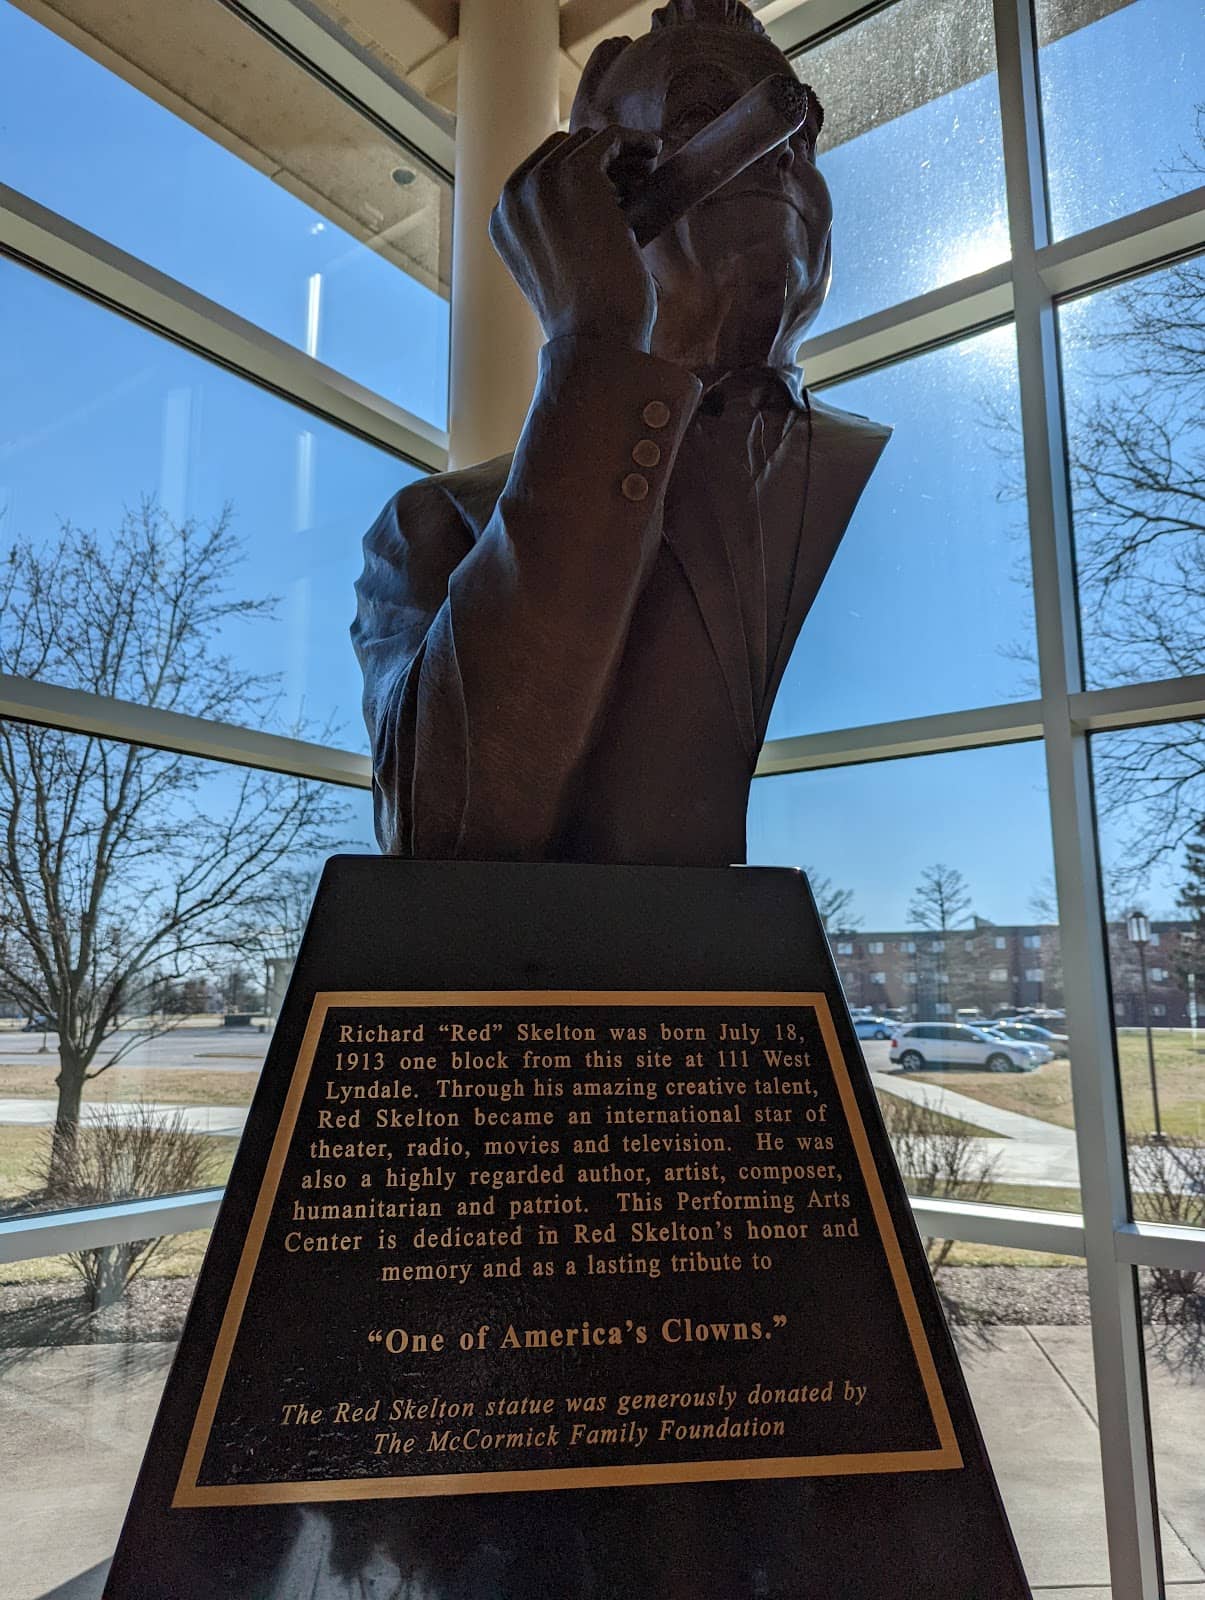 Richard “Red” Skelton was born July 18,
1913 one block from this site at 111 West
Lyndale. Through his amazing creative talent,
Red Skelton became an international star of
theater, radio, movies and television. He was
also a highly regarded author, artist, composer,
humanitarian and patriot. This Performing Arts
Center is dedicated in Red Skelton’s honor and
memory and as a lasting tribute to
“One of America’s Clowns.”
The Red Skelton statue was generously donated by
The McCormick Family Foundation